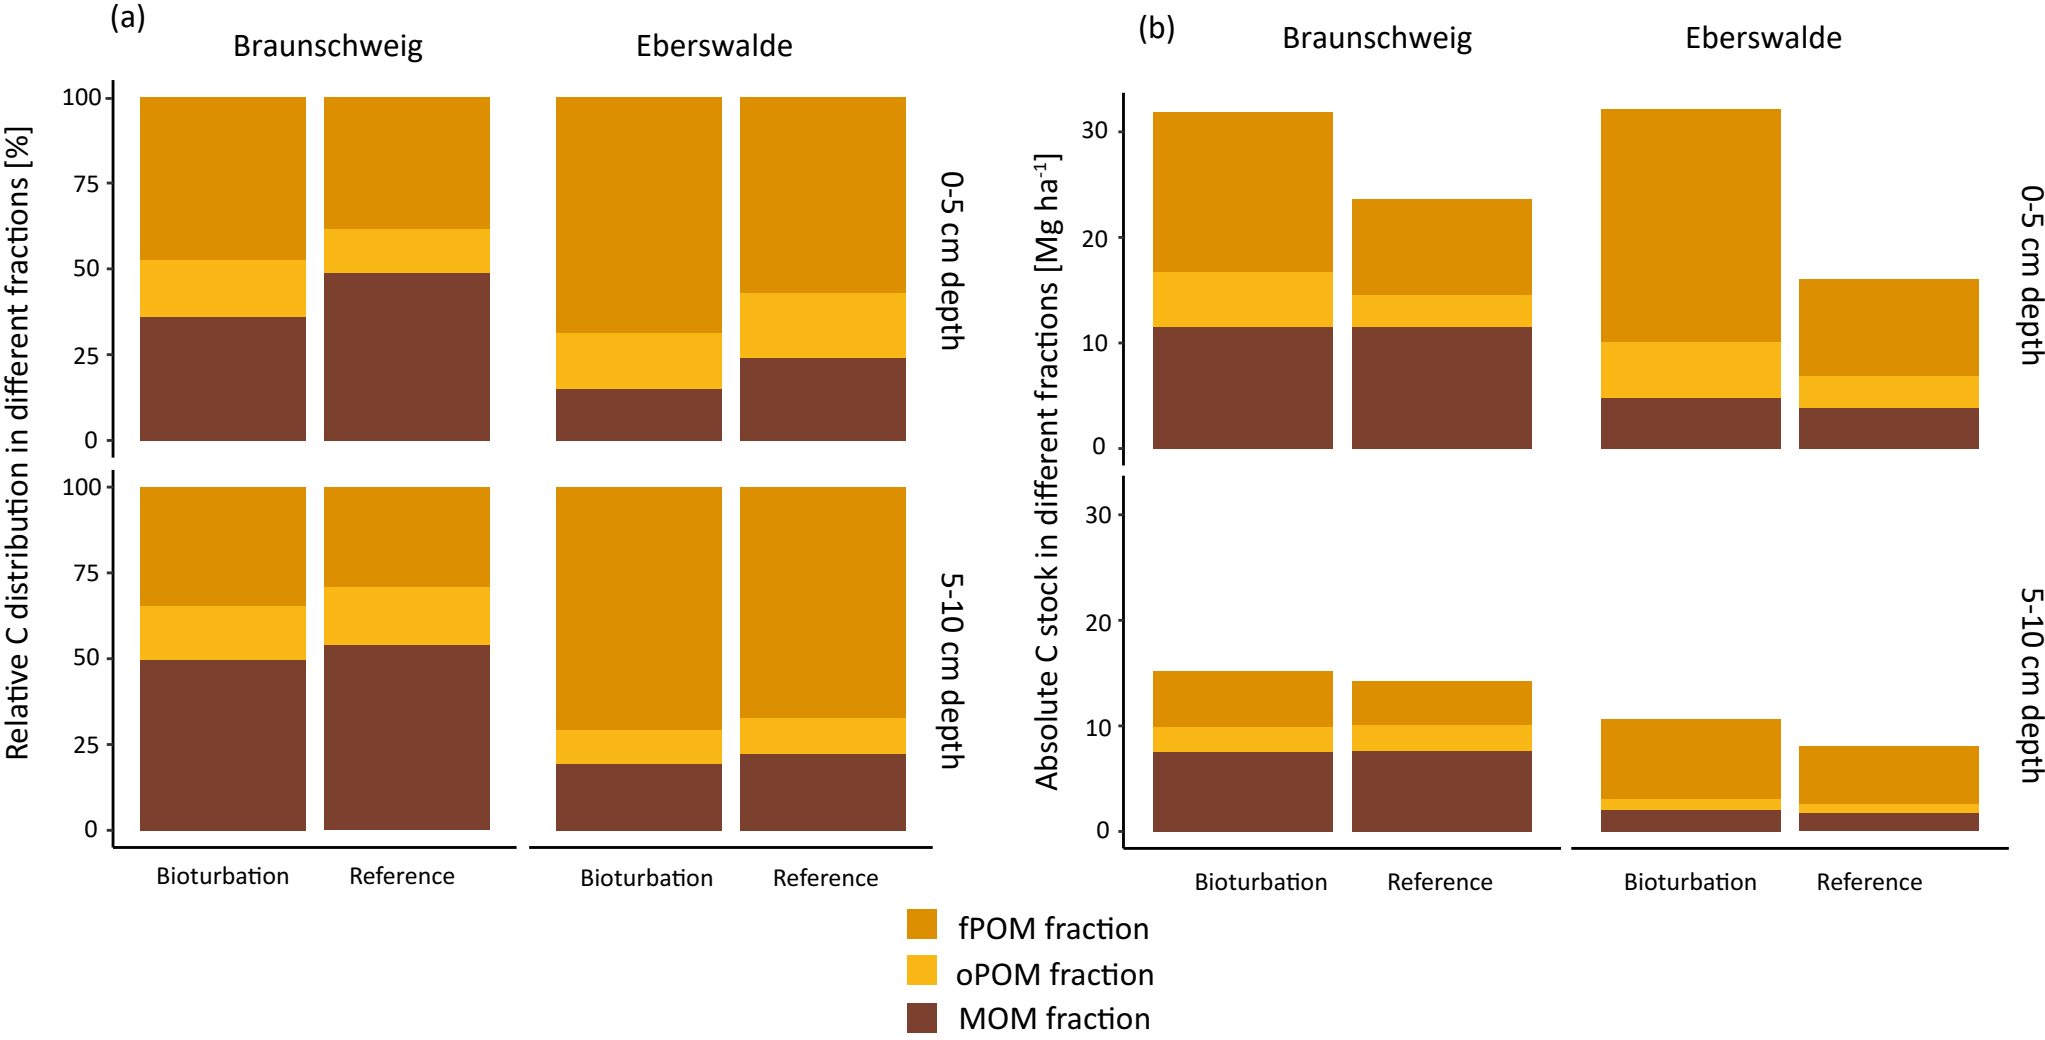 (a)
Braunschweig
Eberswalde
Relative C distribution in different fractions [%]
100
75
50
25
0
0-5 cm depth
100
75
50
25
0
5-10 cm depth
Bioturbation
Reference
Bioturbation
Reference
(b)
Braunschweig
Eberswalde
Absolute C stock in different fractions [Mg ha⁻¹]
30
20
10
0
0-5 cm depth
30
20
10
0
5-10 cm depth
Bioturbation
Reference
Bioturbation
Reference
fPOM fraction
oPOM fraction
MOM fraction